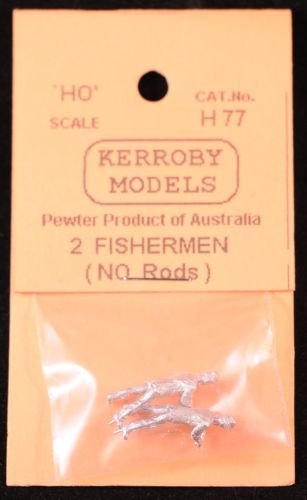 'HO' CAT.No.
SCALE H 77
KERROBY
MODELS
Pewter Product of Australia
2 FISHERMEN
(NO Rods)